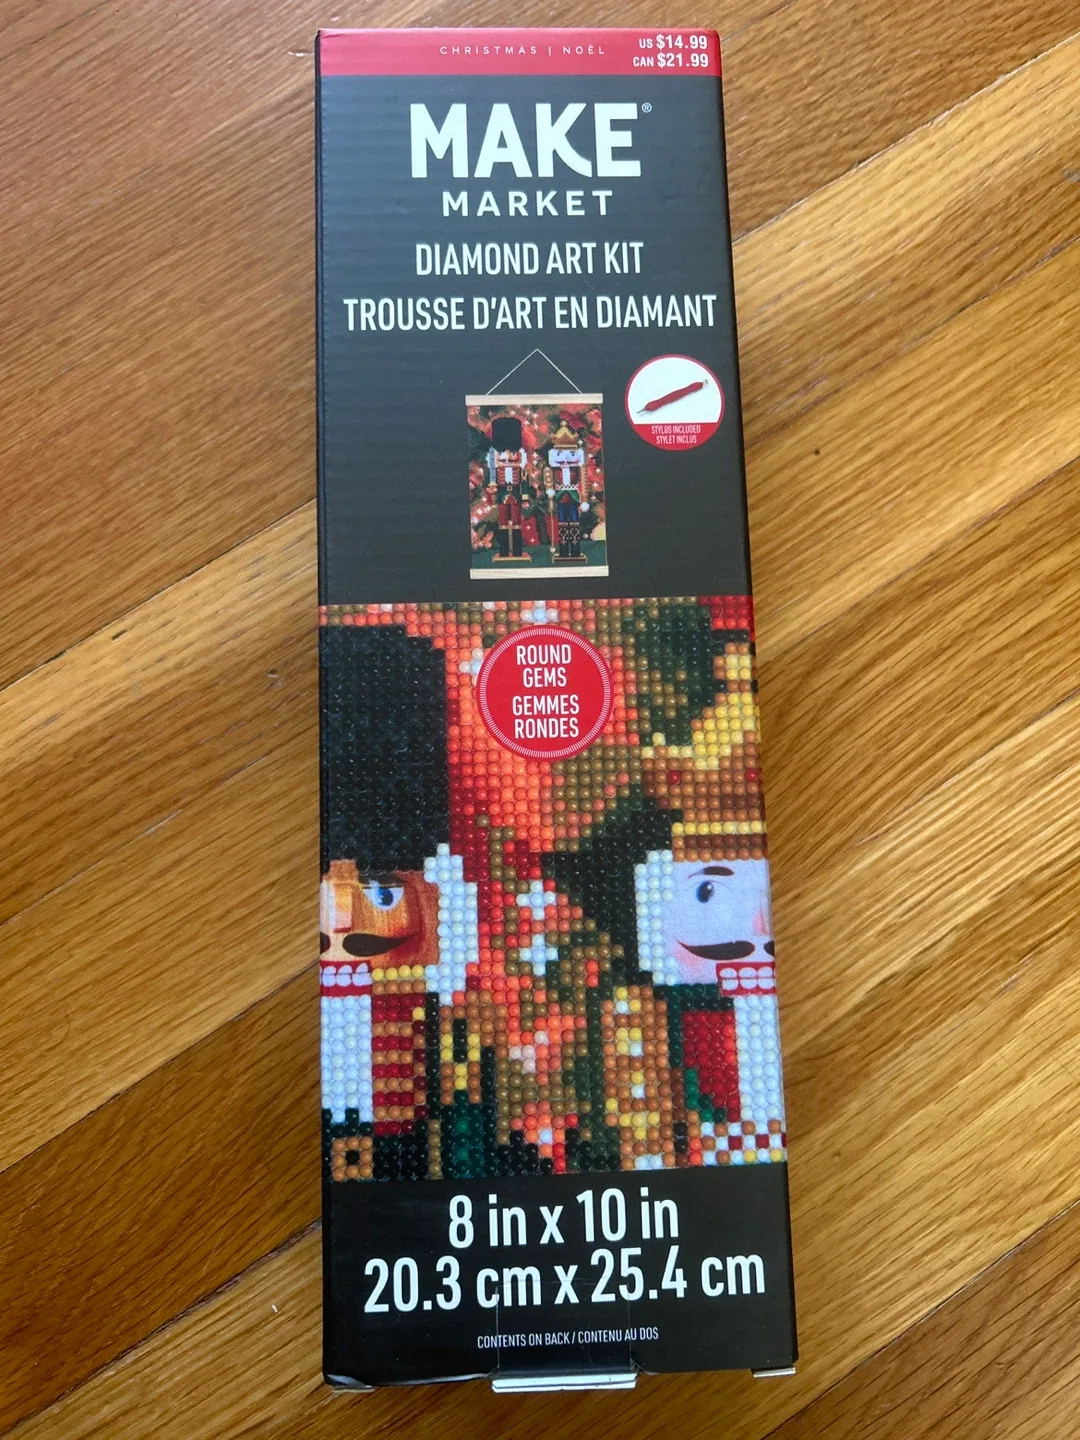 CHRISTMAS | NOËL
US $14.99
CAN $21.99
MAKE®
MARKET
DIAMOND ART KIT
TROUSSE D'ART EN DIAMANT
STYLUS INCLUDED
STYLET INCLUS
ROUND
GEMS
GEMMES
RONDES
8 in x 10 in
20.3 cm x 25.4 cm
CONTENTS ON BACK / CONTENU AU DOS